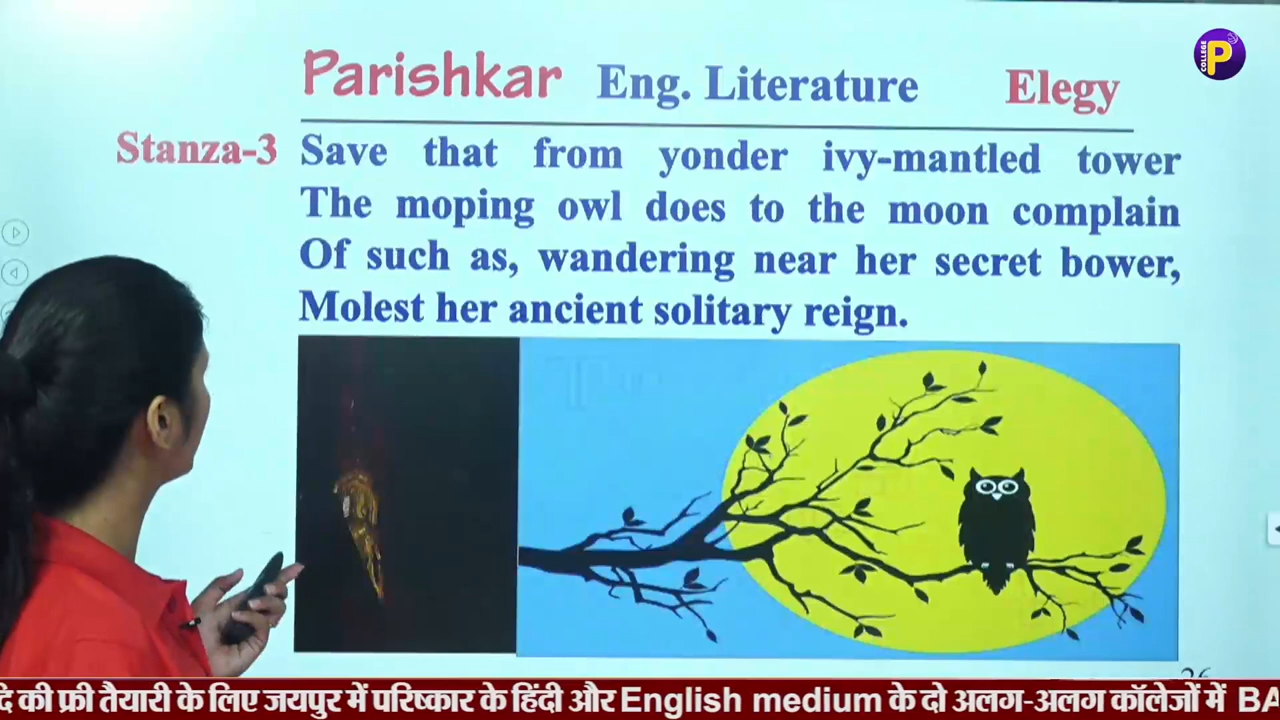 Parishkar Eng. Literature Elegy
COLLEGE P
Stanza-3 Save that from yonder ivy-mantled tower
The moping owl does to the moon complain
Of such as, wandering near her secret bower,
Molest her ancient solitary reign.
की फ्री तैयारी के लिए जयपुर में परिष्कार के हिंदी और English medium के दो अलग-अलग कॉलेजों में BA